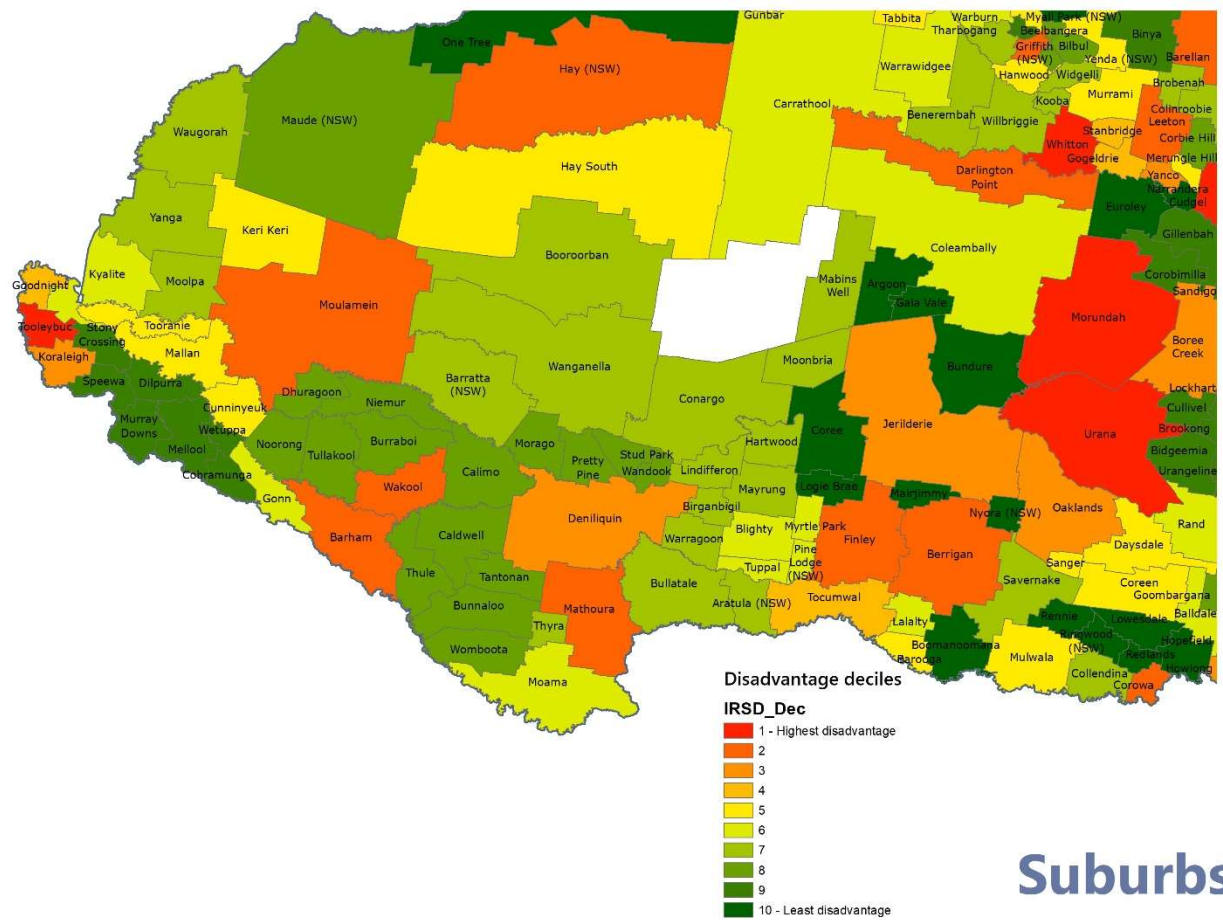 Gunbar
Tabbita
Warburn
Myall Park (NSW)
Tharbogang
Beelbangera
Binya
One Tree
Griffith
(NSW)
Bilbul
Yenda (NSW)
Barellan
Hay (NSW)
Warrawidgee
Hanwood
Widgelli
Brobenah
Carrathool
Kooba
Murrami
Colinroobie
Leeton
Maude (NSW)
Benerembah
Willbriggie
Stanbridge
Waugorah
Whitton
Corbie Hill
Gogeldrie
Merungle Hill
Hay South
Darlington
Point
Yanco
Narrandera
Cudgel
Euroley
Yanga
Keri Keri
Gillenbah
Coleambally
Booroorban
Kyalite
Moolpa
Mabins
Well
Argoon
Corobimilla
Goodnight
Gala Vale
Sandigo
Moulamein
Morundah
Tooleybuc
Stony
Crossing
Tooranie
Boree
Creek
Koraleigh
Mallan
Moonbria
Bundure
Wanganella
Speewa
Dilpurra
Barratta
(NSW)
Lockhart
Dhuragoon
Niemur
Conargo
Cunninyeuk
Cullivel
Murray
Downs
Wetuppa
Jerilderie
Urana
Brookong
Mellool
Noorong
Burraboi
Morago
Hartwood
Coree
Tullakool
Stud Park
Bidgeemia
Cobramunga
Pretty
Pine
Wandook
Lindifferon
Urangeline
Calimo
Wakool
Logie Brae
Gonn
Mayrung
Mairjimmy
Birganbigil
Nyora (NSW)
Oaklands
Deniliquin
Blighty
Myrtle Park
Rand
Barham
Caldwell
Warragoon
Finley
Daysdale
Pine
Lodge
(NSW)
Berrigan
Tuppal
Sanger
Thule
Tantonan
Bullatale
Savernake
Coreen
Goombargana
Bunnaloo
Mathoura
Aratula (NSW)
Tocumwal
Thyra
Lalalty
Rennie
Lowesdale
Balldale
Womboota
Boomanoomana
Ringwood
(NSW)
Hopefield
Barooga
Mulwala
Redlands
Howlong
Moama
Collendina
Corowa
Disadvantage deciles
IRSD_Dec
1 - Highest disadvantage
2
3
4
5
6
7
8
9
10 - Least disadvantage
Suburbs